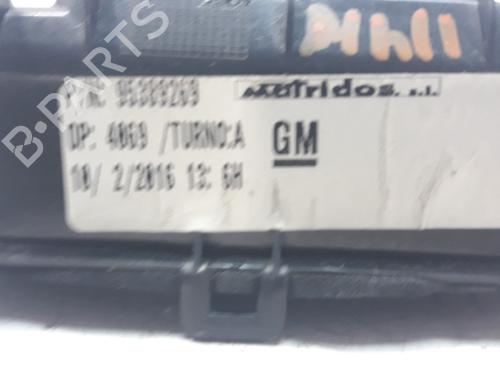 P/N: 95389269
Matridos, s.l.
OP: 4069 /TURNO:A
GM
10/ 2/2016 13: 6H
B-PARTS